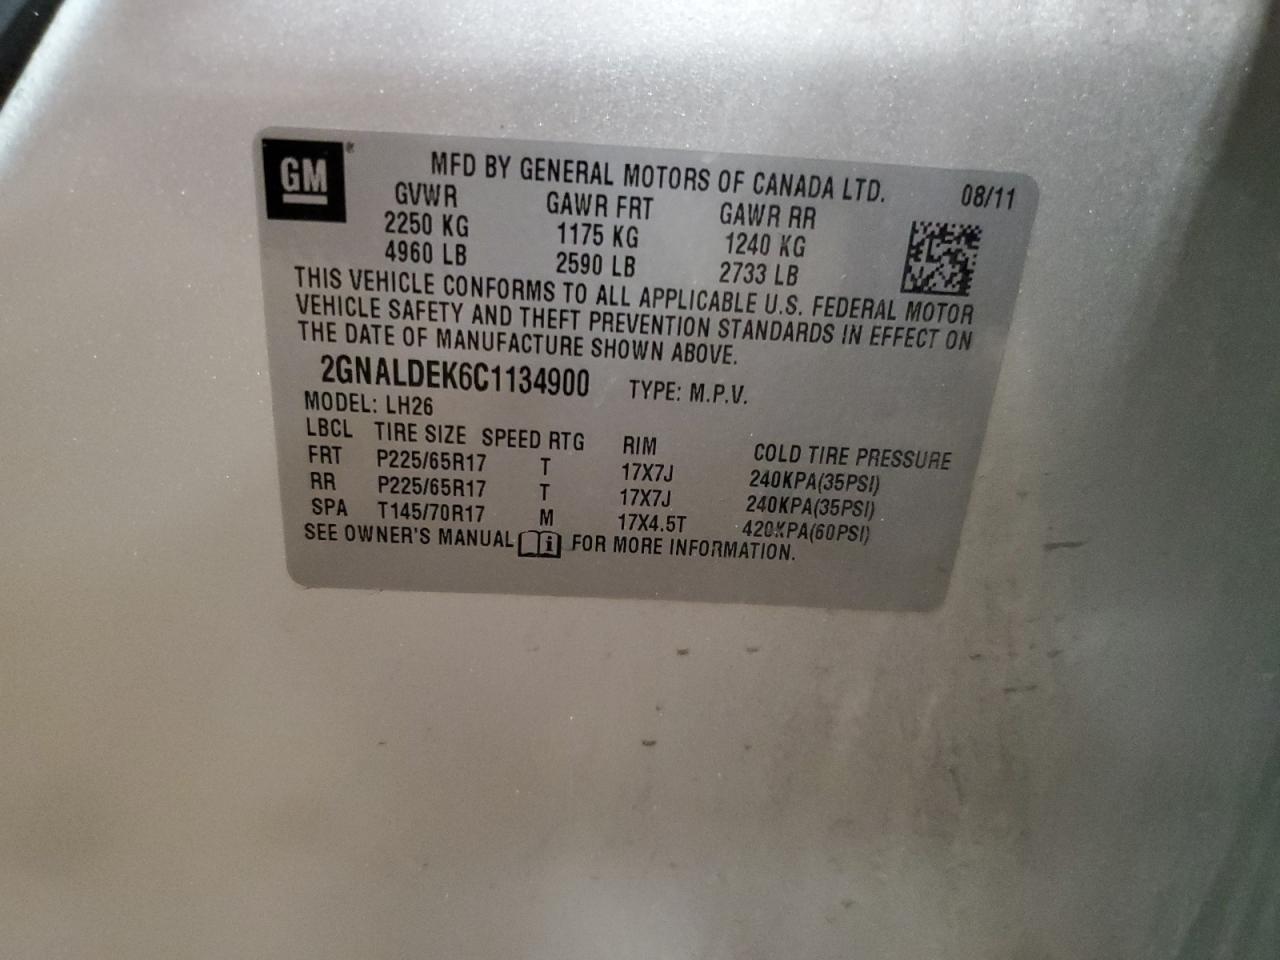 GM®
MFD BY GENERAL MOTORS OF CANADA LTD. 08/11
GVWR GAWR FRT GAWR RR
2250 KG 1175 KG 1240 KG
4960 LB 2590 LB 2733 LB
THIS VEHICLE CONFORMS TO ALL APPLICABLE U.S. FEDERAL MOTOR
VEHICLE SAFETY AND THEFT PREVENTION STANDARDS IN EFFECT ON
THE DATE OF MANUFACTURE SHOWN ABOVE.
2GNALDEK6C1134900 TYPE: M.P.V.
MODEL: LH26
LBCL TIRE SIZE SPEED RTG RIM COLD TIRE PRESSURE
FRT P225/65R17 T 17X7J 240KPA(35PSI)
RR P225/65R17 T 17X7J 240KPA(35PSI)
SPA T145/70R17 M 17X4.5T 420KPA(60PSI)
SEE OWNER'S MANUAL i FOR MORE INFORMATION.